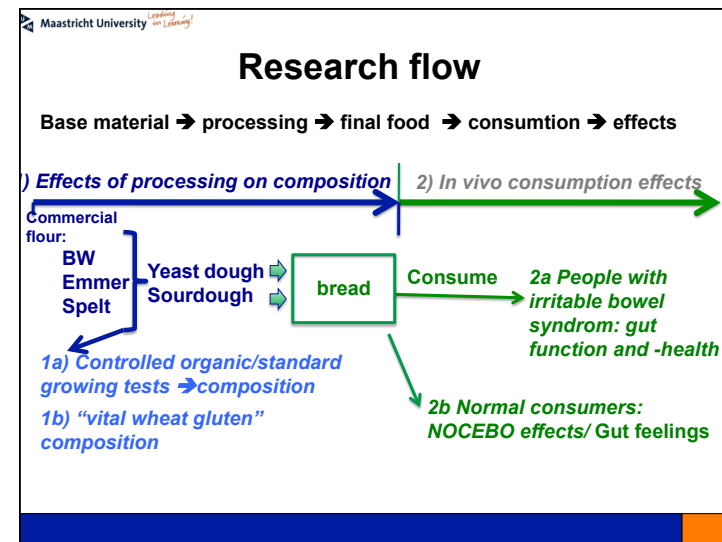 Maastricht University Leading in Learning!
Research flow
Base material ➔ processing ➔ final food ➔ consumtion ➔ effects
) Effects of processing on composition
2) In vivo consumption effects
Commercial
flour:
BW
Emmer
Spelt
Yeast dough
Sourdough
bread
Consume
2a People with
irritable bowel
syndrom: gut
function and -health
1a) Controlled organic/standard
growing tests ➔composition
1b) “vital wheat gluten”
composition
2b Normal consumers:
NOCEBO effects/ Gut feelings